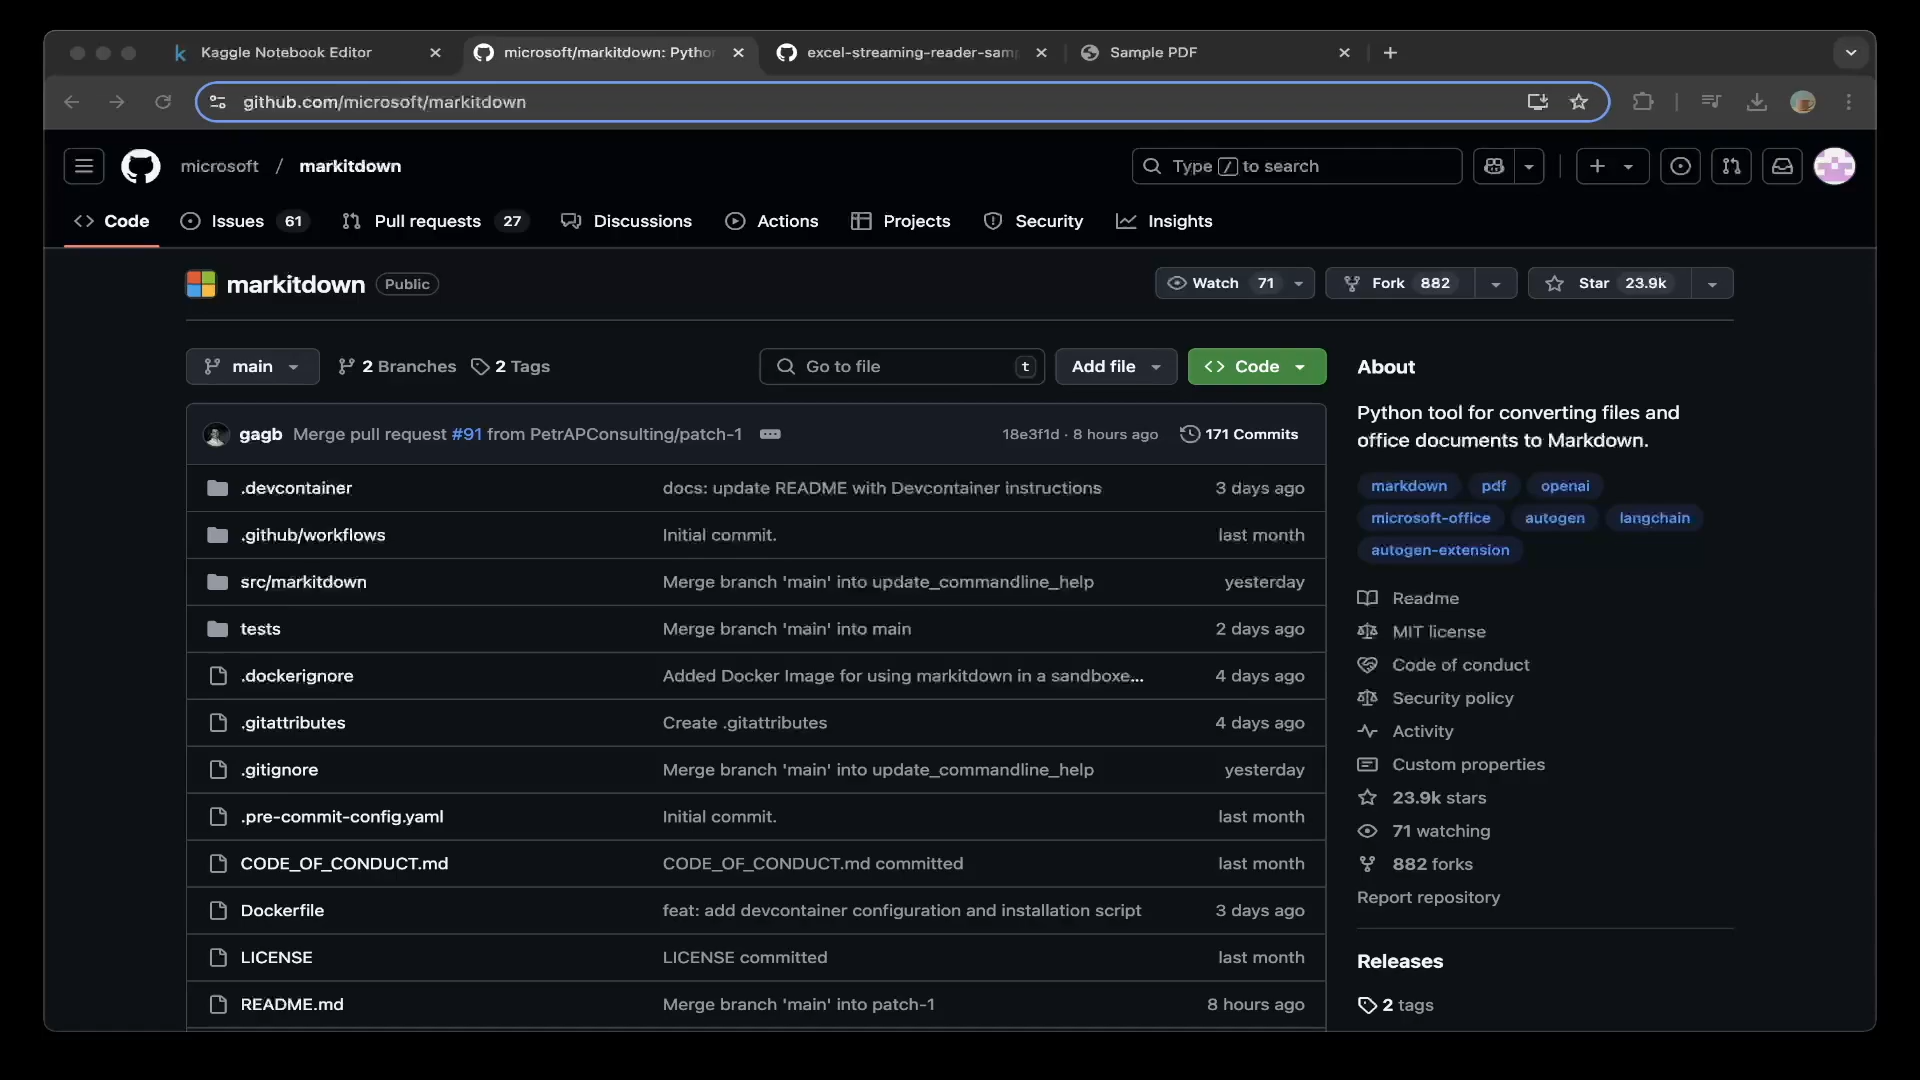 Kaggle Notebook Editor
microsoft/markitdown: Pytho
excel-streaming-reader-sam
Sample PDF
github.com/microsoft/markitdown
microsoft / markitdown
Type / to search
Code
Issues 61
Pull requests 27
Discussions
Actions
Projects
Security
Insights
markitdown Public
Watch 71
Fork 882
Star 23.9k
main
2 Branches
2 Tags
Go to file t
Add file
Code
gagb Merge pull request #91 from PetrAPConsulting/patch-1
18e3f1d · 8 hours ago
171 Commits
.devcontainer docs: update README with Devcontainer instructions 3 days ago
.github/workflows Initial commit. last month
src/markitdown Merge branch 'main' into update_commandline_help yesterday
tests Merge branch 'main' into main 2 days ago
.dockerignore Added Docker Image for using markitdown in a sandboxe... 4 days ago
.gitattributes Create .gitattributes 4 days ago
.gitignore Merge branch 'main' into update_commandline_help yesterday
.pre-commit-config.yaml Initial commit. last month
CODE_OF_CONDUCT.md CODE_OF_CONDUCT.md committed last month
Dockerfile feat: add devcontainer configuration and installation script 3 days ago
LICENSE LICENSE committed last month
README.md Merge branch 'main' into patch-1 8 hours ago
About
Python tool for converting files and
office documents to Markdown.
markdown pdf openai
microsoft-office autogen langchain
autogen-extension
Readme
MIT license
Code of conduct
Security policy
Activity
Custom properties
23.9k stars
71 watching
882 forks
Report repository
Releases
2 tags